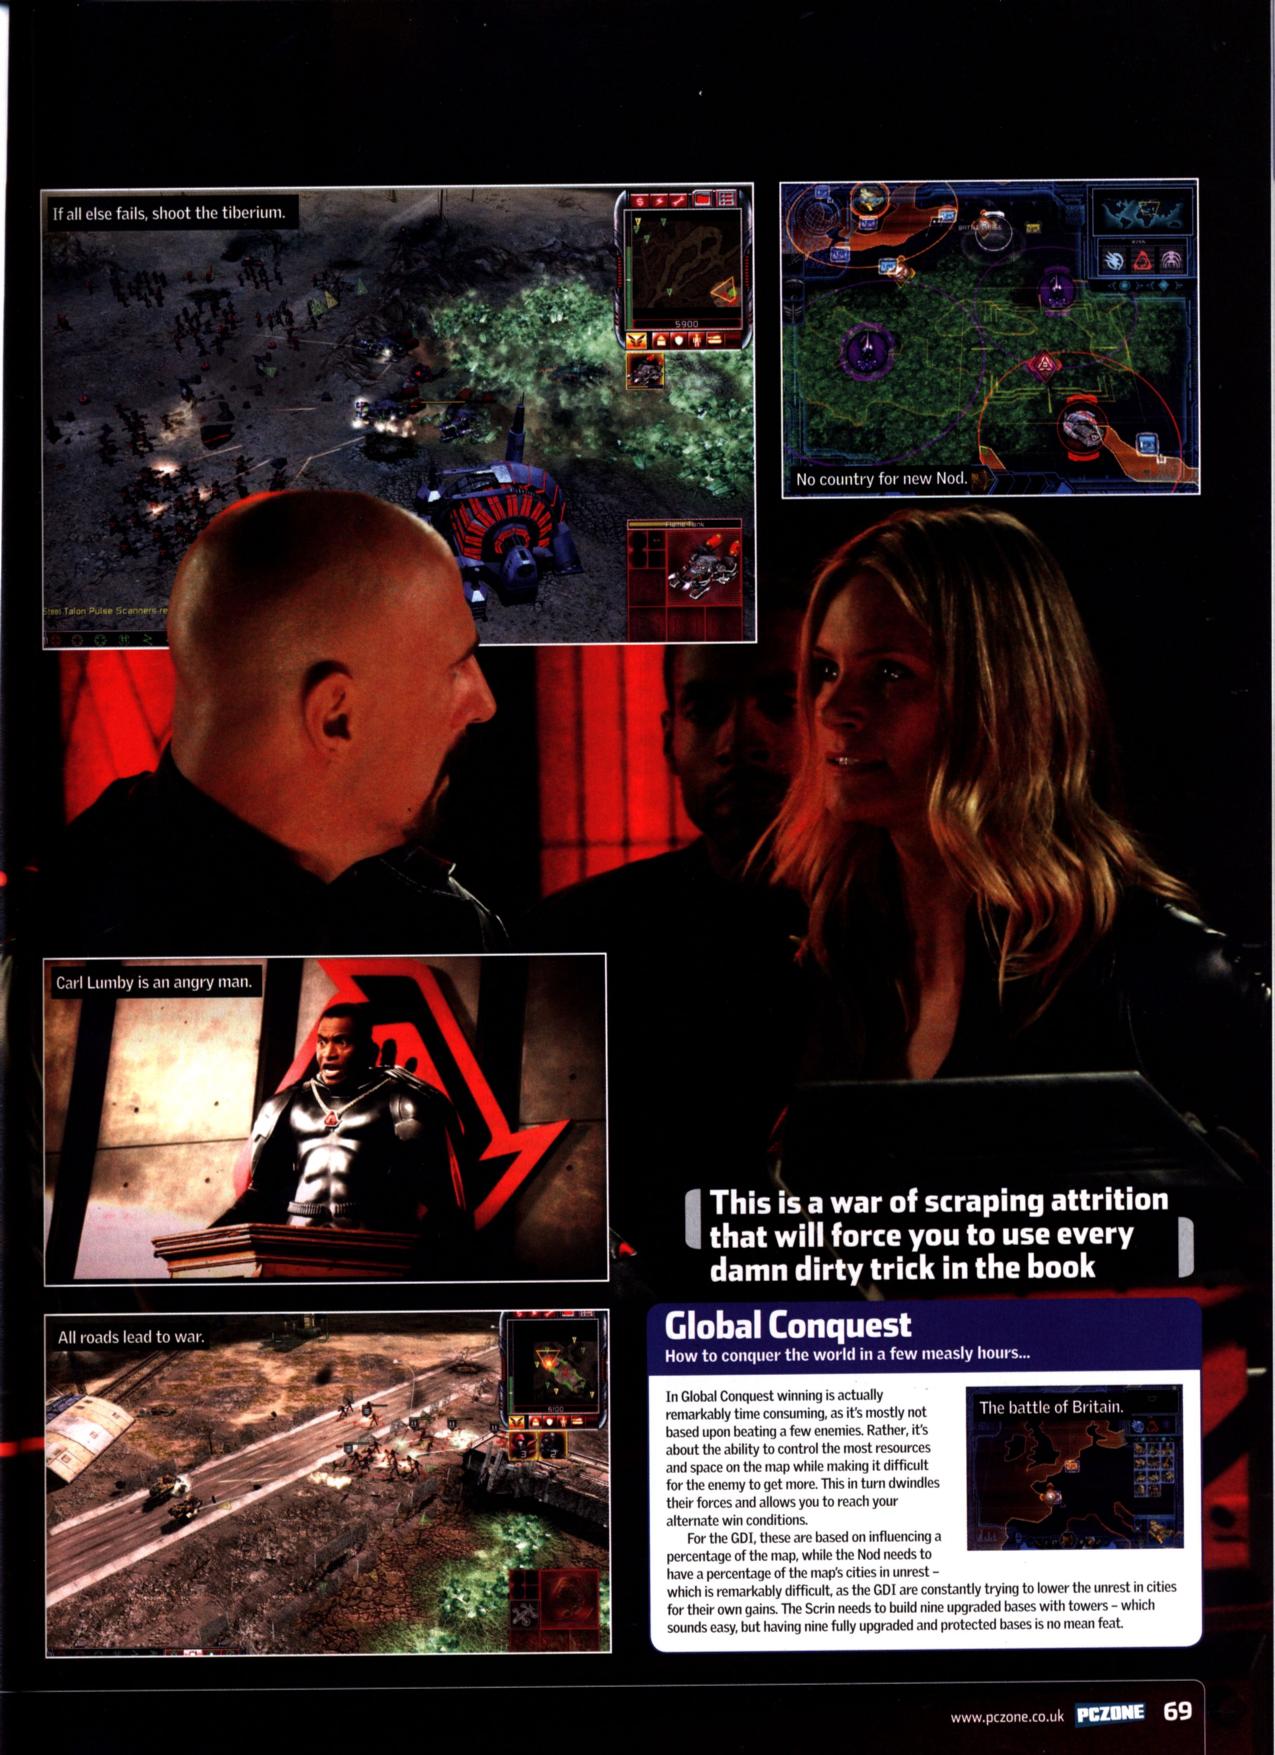 If all else fails, shoot the tiberium.
5900
Flame Tank
Steel Talon Pulse Scanners re
No country for new Nod.
Carl Lumby is an angry man.
This is a war of scraping attrition
that will force you to use every
damn dirty trick in the book
All roads lead to war.
Global Conquest
How to conquer the world in a few measly hours...
In Global Conquest winning is actually
remarkably time consuming, as it's mostly not
based upon beating a few enemies. Rather, it's
about the ability to control the most resources
and space on the map while making it difficult
for the enemy to get more. This in turn dwindles
their forces and allows you to reach your
alternate win conditions.
For the GDI, these are based on influencing a
percentage of the map, while the Nod needs to
have a percentage of the map's cities in unrest –
which is remarkably difficult, as the GDI are constantly trying to lower the unrest in cities
for their own gains. The Scrin needs to build nine upgraded bases with towers – which
sounds easy, but having nine fully upgraded and protected bases is no mean feat.
The battle of Britain.
www.pczone.co.uk PCZONE 69